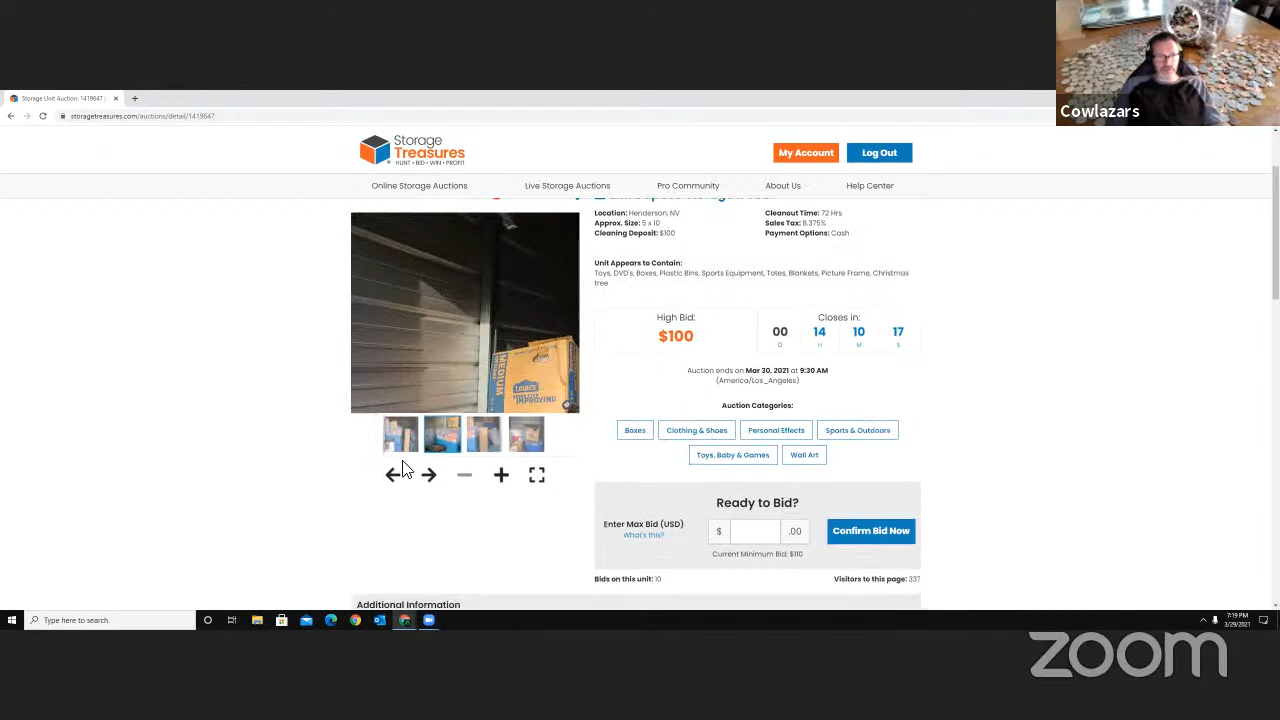 Cowlazars
Storage Unit Auction: 1419647 |
storagetreasures.com/auctions/detail/1419647
Storage
Treasures
HUNT • BID • WIN • PROFIT
My Account
Log Out
Online Storage Auctions
Live Storage Auctions
Pro Community
About Us
Help Center
Location: Henderson, NV
Cleanout Time: 72 Hrs
Approx. Size: 5 x 10
Sales Tax: 8.375%
Cleaning Deposit: $100
Payment Options: Cash
Unit Appears to Contain:
Toys, DVD's, Boxes, Plastic Bins, Sports Equipment, Totes, Blankets, Picture Frame, Christmas
tree
MEDIUM
LOWE'S
NEVER STOP
IMPROVING
High Bid:
$100
Closes in:
00
14
10
17
D
H
M
S
Auction ends on Mar 30, 2021 at 9:30 AM
(America/Los_Angeles)
Auction Categories:
Boxes
Clothing & Shoes
Personal Effects
Sports & Outdoors
Toys, Baby & Games
Wall Art
Ready to Bid?
Enter Max Bid (USD)
What's this?
$
.00
Confirm Bid Now
Current Minimum Bid: $110
Bids on this unit: 10
Visitors to this page: 337
Additional Information
Type here to search
7:19 PM
3/29/2021
zoom